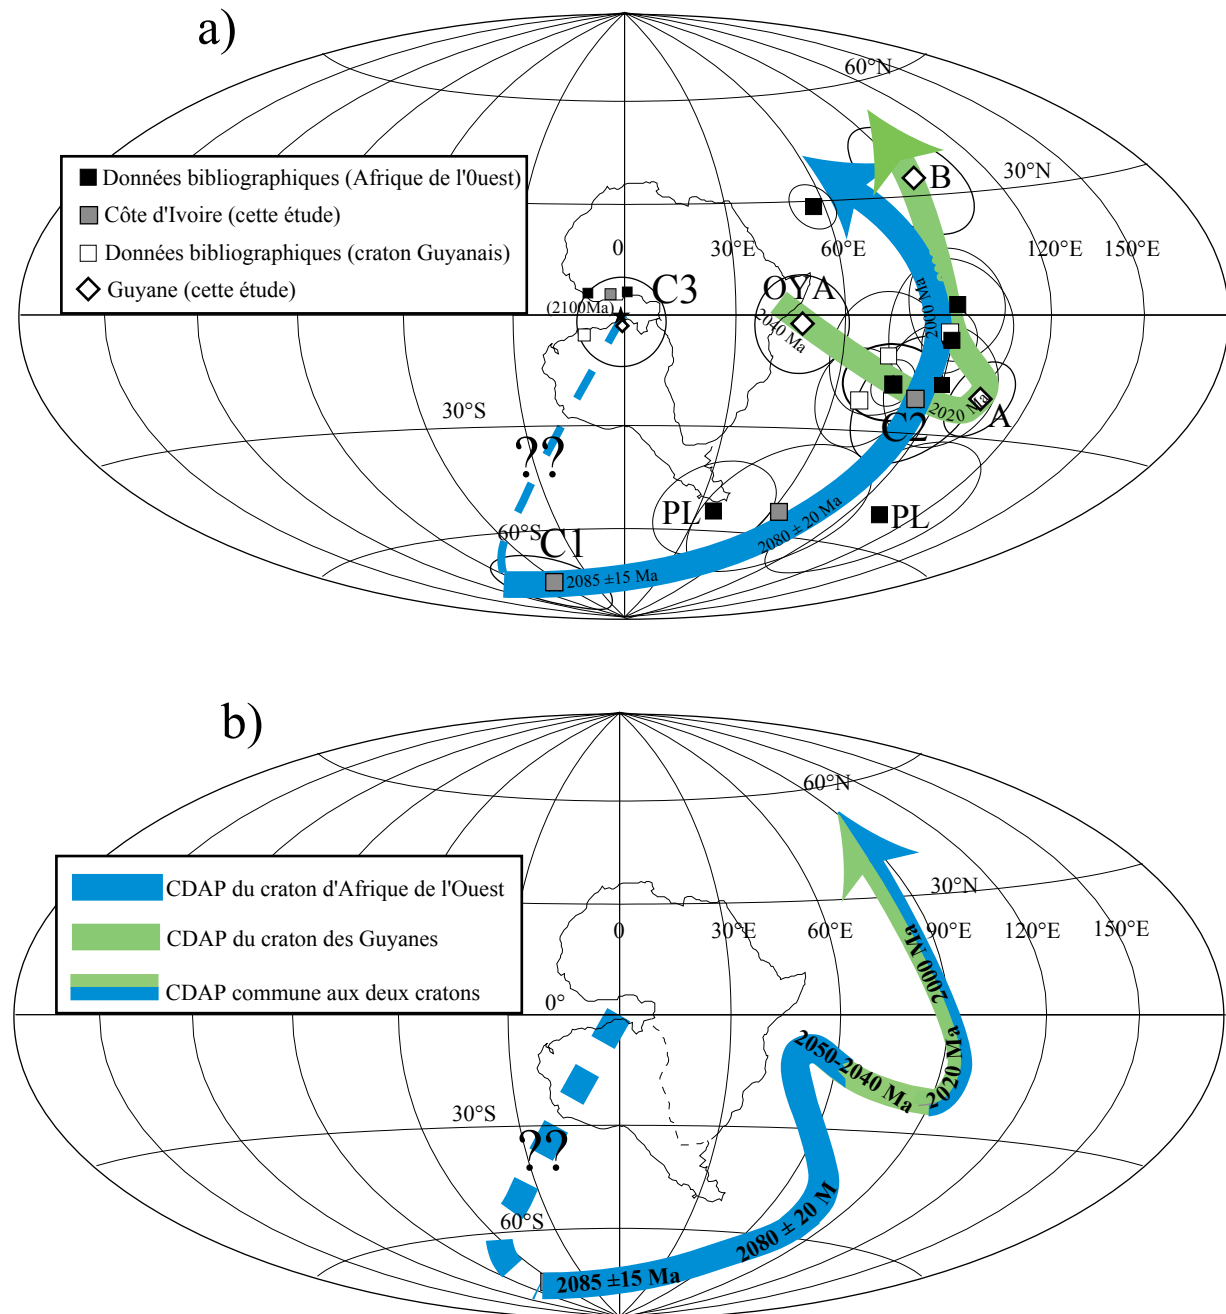 a)
60°N
Données bibliographiques (Afrique de l'0uest)
Côte d'Ivoire (cette étude)
Données bibliographiques (craton Guyanais)
Guyane (cette étude)
B
30°N
0
30°E
60°E
120°E
150°E
C3
OYA
(2100Ma)
2040 Ma
2000 Ma
2020 Ma
A
C2
30°S
??
PL
PL
2080 ± 20 Ma
60°S
C1
2085 ±15 Ma
b)
60°N
CDAP du craton d'Afrique de l'Ouest
CDAP du craton des Guyanes
CDAP commune aux deux cratons
30°N
0
30°E
60°E
90°E
120°E
150°E
0°
2000 Ma
2050-2040 Ma
2020 Ma
30°S
??
60°S
2080 ± 20 M
2085 ±15 Ma